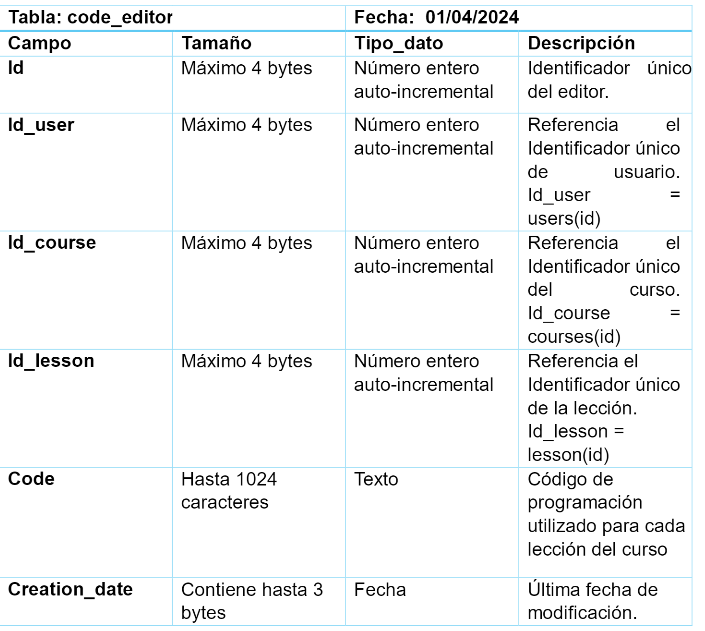 Tabla: code_editor Fecha: 01/04/2024
Campo Tamaño Tipo_dato Descripción
Id Máximo 4 bytes Número entero auto-incremental Identificador único del editor.
Id_user Máximo 4 bytes Número entero auto-incremental Referencia el Identificador único de usuario. Id_user = users(id)
Id_course Máximo 4 bytes Número entero auto-incremental Referencia el Identificador único del curso. Id_course = courses(id)
Id_lesson Máximo 4 bytes Número entero auto-incremental Referencia el Identificador único de la lección. Id_lesson = lesson(id)
Code Hasta 1024 caracteres Texto Código de programación utilizado para cada lección del curso
Creation_date Contiene hasta 3 bytes Fecha Última fecha de modificación.